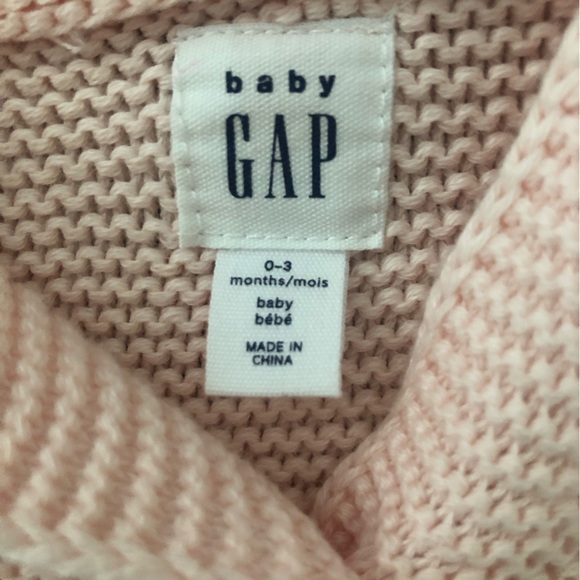 baby
GAP
0-3
months/mois
baby
bébé
MADE IN
CHINA